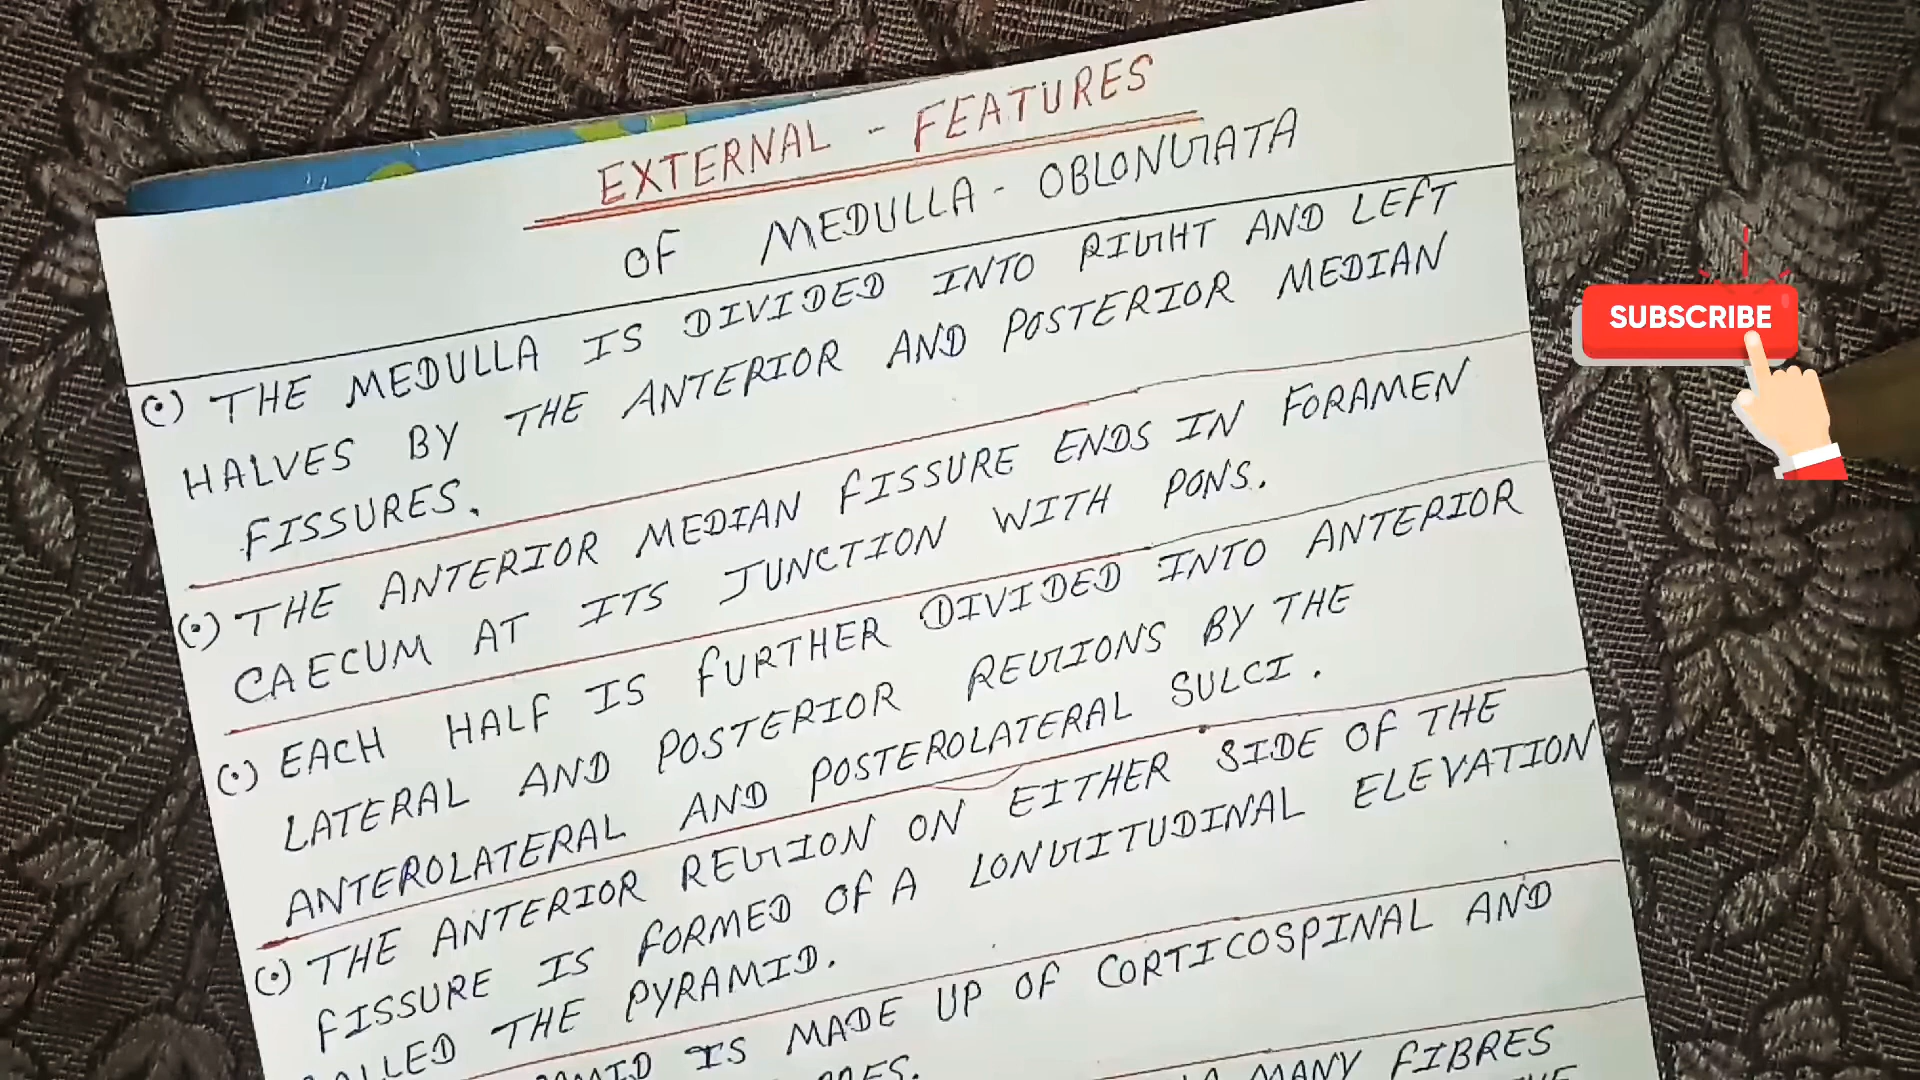 EXTERNAL - FEATURES
OF MEDULLA - OBLONGATA
(•) THE MEDULLA IS DIVIDED INTO RIGHT AND LEFT
HALVES BY THE ANTERIOR AND POSTERIOR MEDIAN
FISSURES.
(•) THE ANTERIOR MEDIAN FISSURE ENDS IN FORAMEN
CAECUM AT ITS JUNCTION WITH PONS.
(•) EACH HALF IS FURTHER DIVIDED INTO ANTERIOR
LATERAL AND POSTERIOR REGIONS BY THE
ANTEROLATERAL AND POSTEROLATERAL SULCI.
(•) THE ANTERIOR REGION ON EITHER SIDE OF THE
FISSURE IS FORMED OF A LONGITUDINAL ELEVATION
CALLED THE PYRAMID.
IS MADE UP OF CORTICOSPINAL AND
MANY FIBRES
SUBSCRIBE